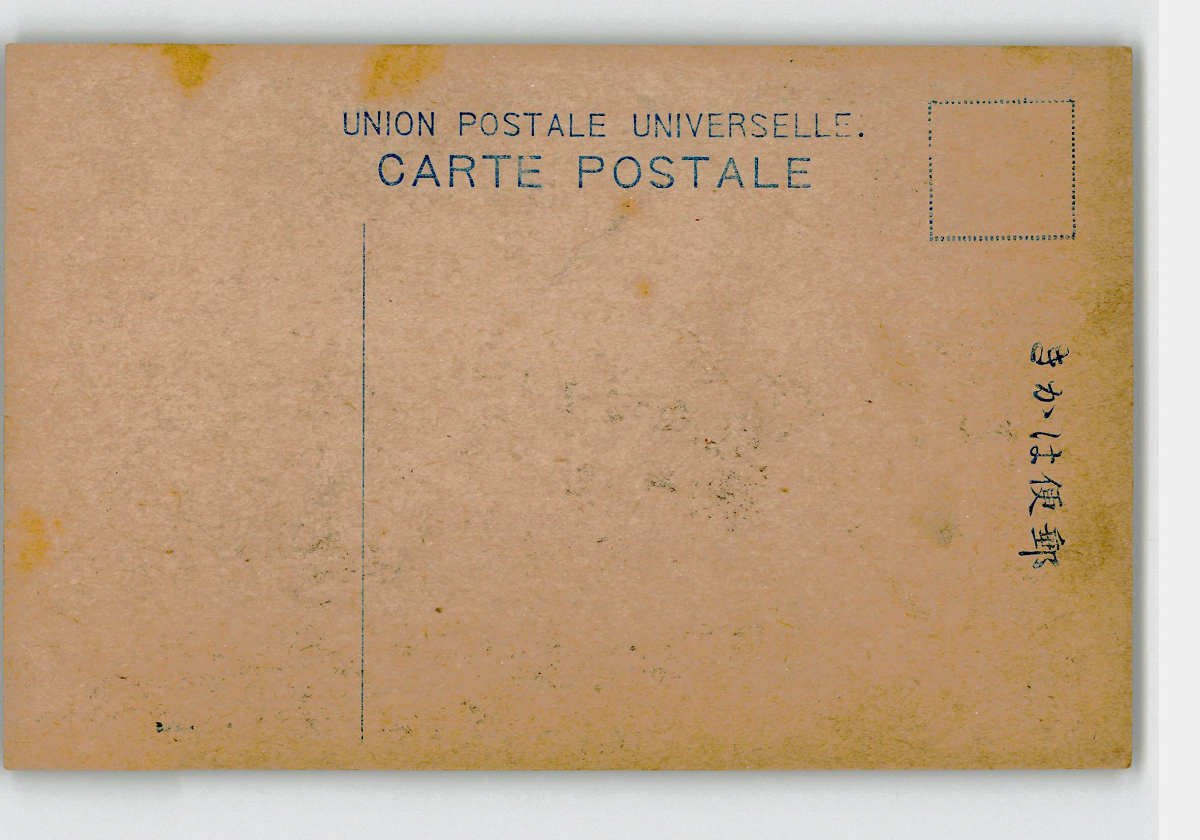 UNION POSTALE UNIVERSELLE.
CARTE POSTALE
きかは便郵